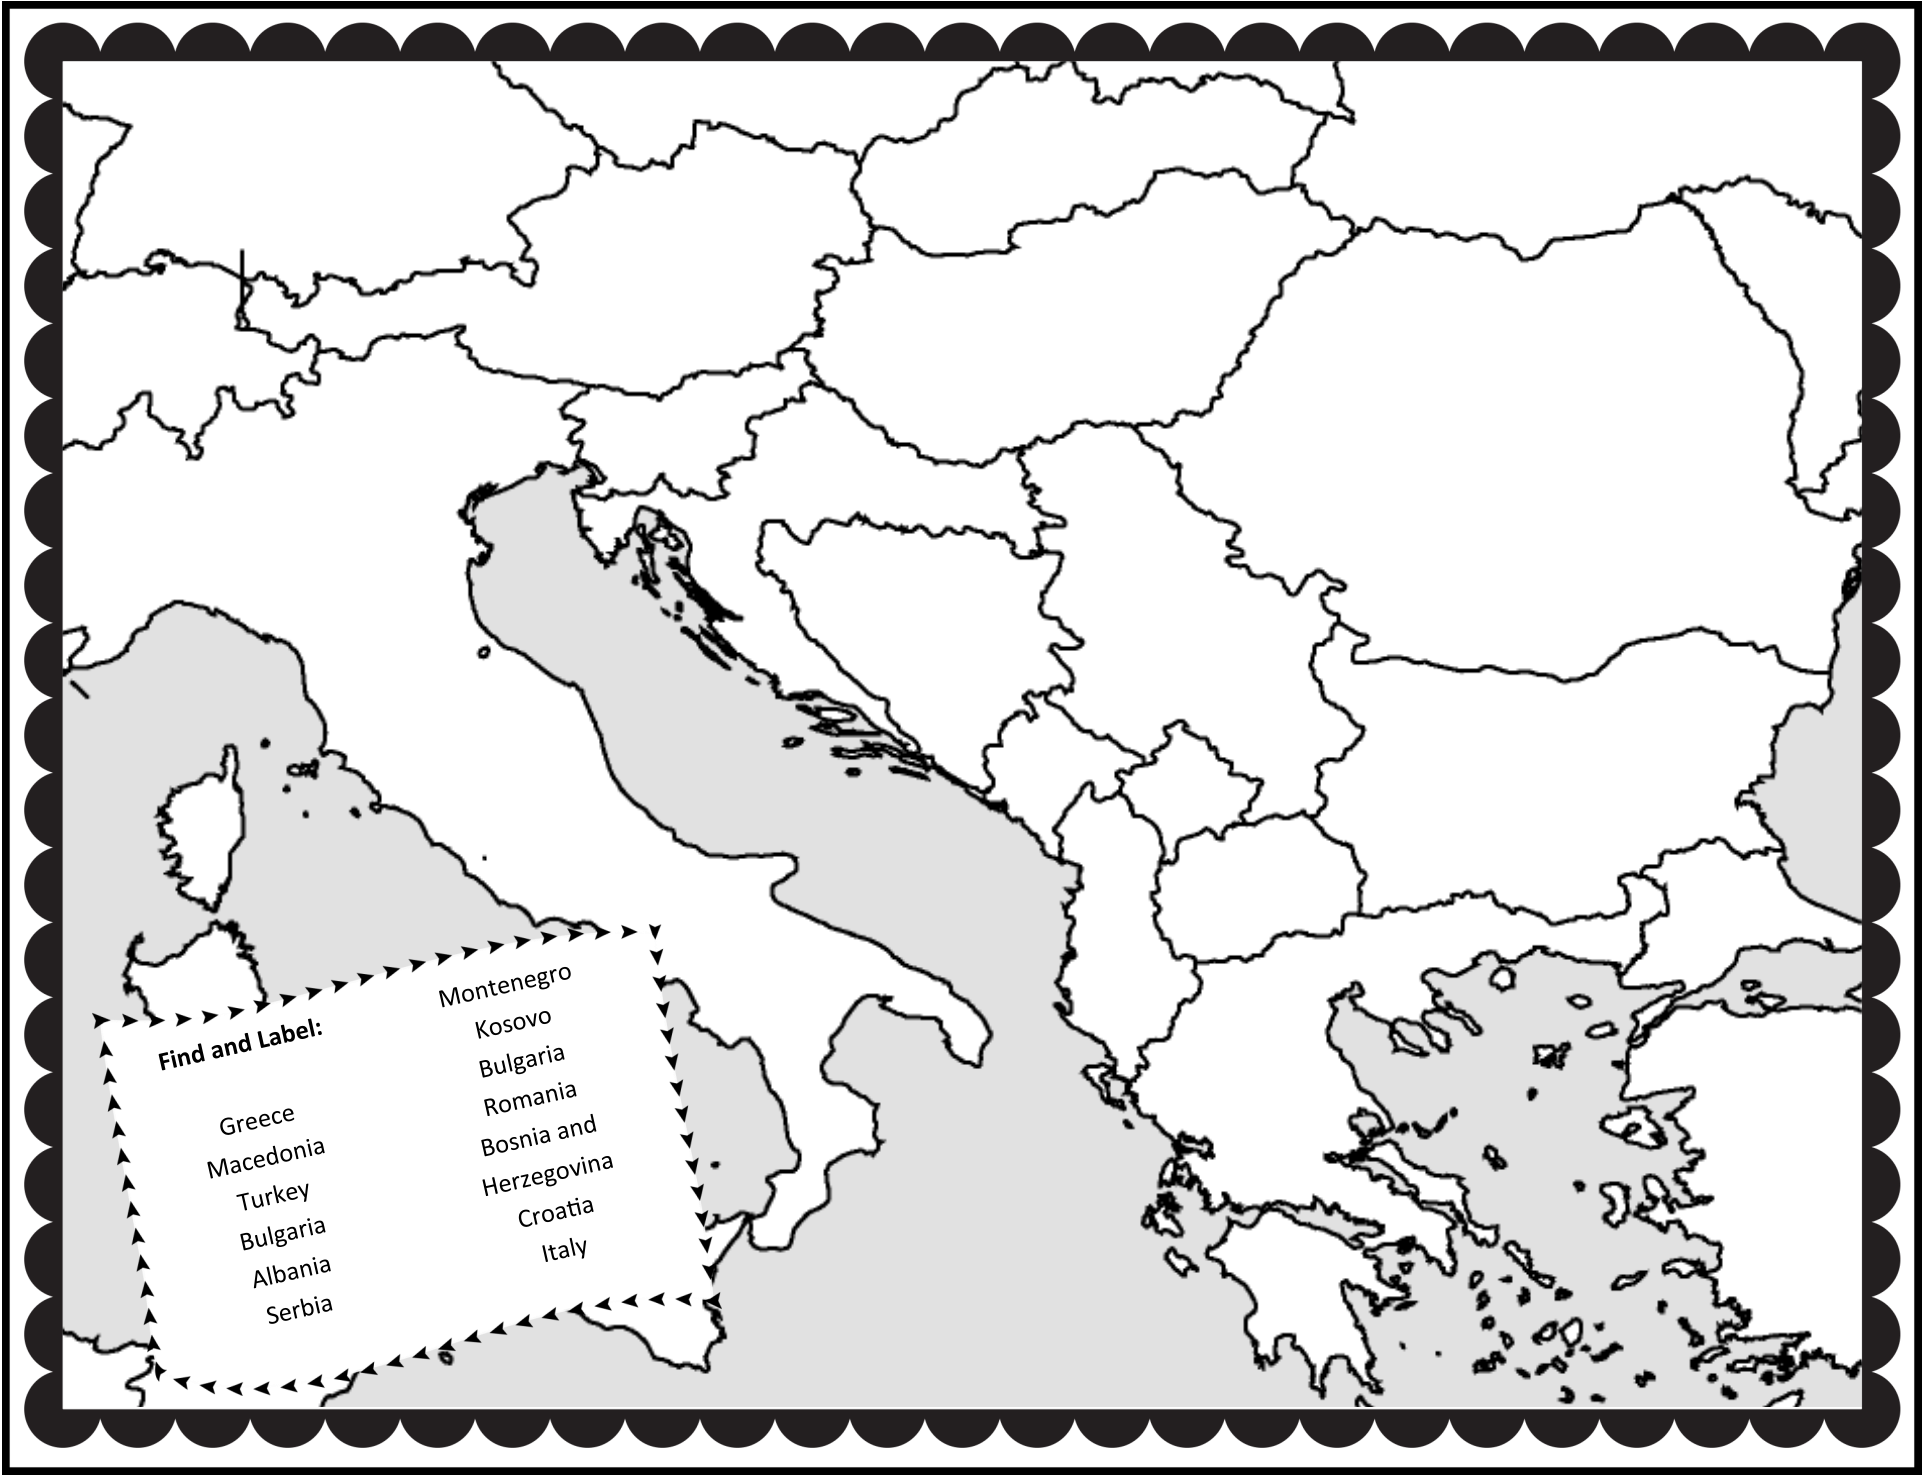 Find and Label:
Greece
Macedonia
Turkey
Bulgaria
Albania
Serbia
Montenegro
Kosovo
Bulgaria
Romania
Bosnia and
Herzegovina
Croatia
Italy